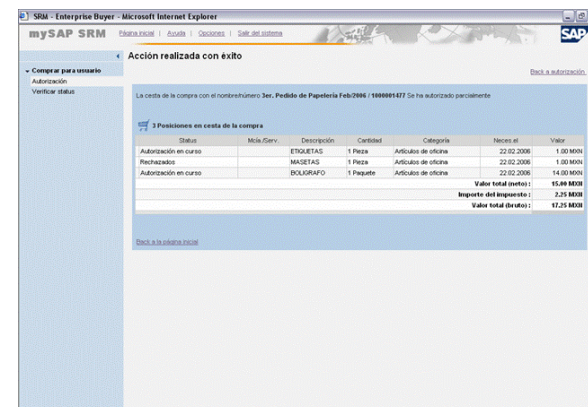 SRM - Enterprise Buyer - Microsoft Internet Explorer
mySAP SRM
Página inicial | Ayuda | Opciones | Salir del sistema
SAP
Acción realizada con éxito
Back a autorización
Comprar para usuario
Autorización
Verificar status
La cesta de la compra con el nombre/número 3er. Pedido de Papelería Feb/2006 / 1000001477 Se ha autorizado parcialmente
3 Posiciones en cesta de la compra
Status Mcía./Serv. Descripción Cantidad Categoría Neces.el Valor
Autorización en curso ETIQUETAS 1 Pieza Artículos de oficina 22.02.2006 1.00 MXN
Rechazados MASETAS 1 Pieza Artículos de oficina 22.02.2006 1.00 MXN
Autorización en curso BOLIGRAFO 1 Paquete Artículos de oficina 22.02.2006 14.00 MXN
Valor total (neto) : 15.00 MXN
Importe del impuesto : 2.25 MXN
Valor total (bruto) : 17.25 MXN
Back a la página inicial